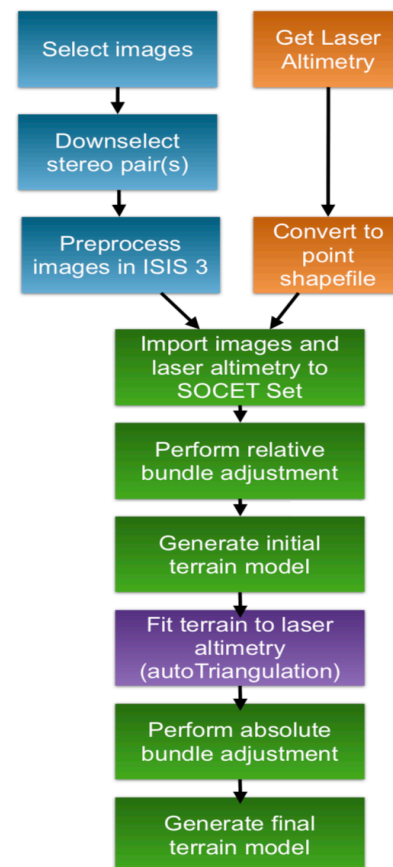 Select images
Get Laser
Altimetry
Downselect
stereo pair(s)
Preprocess
images in ISIS 3
Convert to
point
shapefile
Import images and
laser altimetry to
SOCET Set
Perform relative
bundle adjustment
Generate initial
terrain model
Fit terrain to laser
altimetry
(autoTriangulation)
Perform absolute
bundle adjustment
Generate final
terrain model